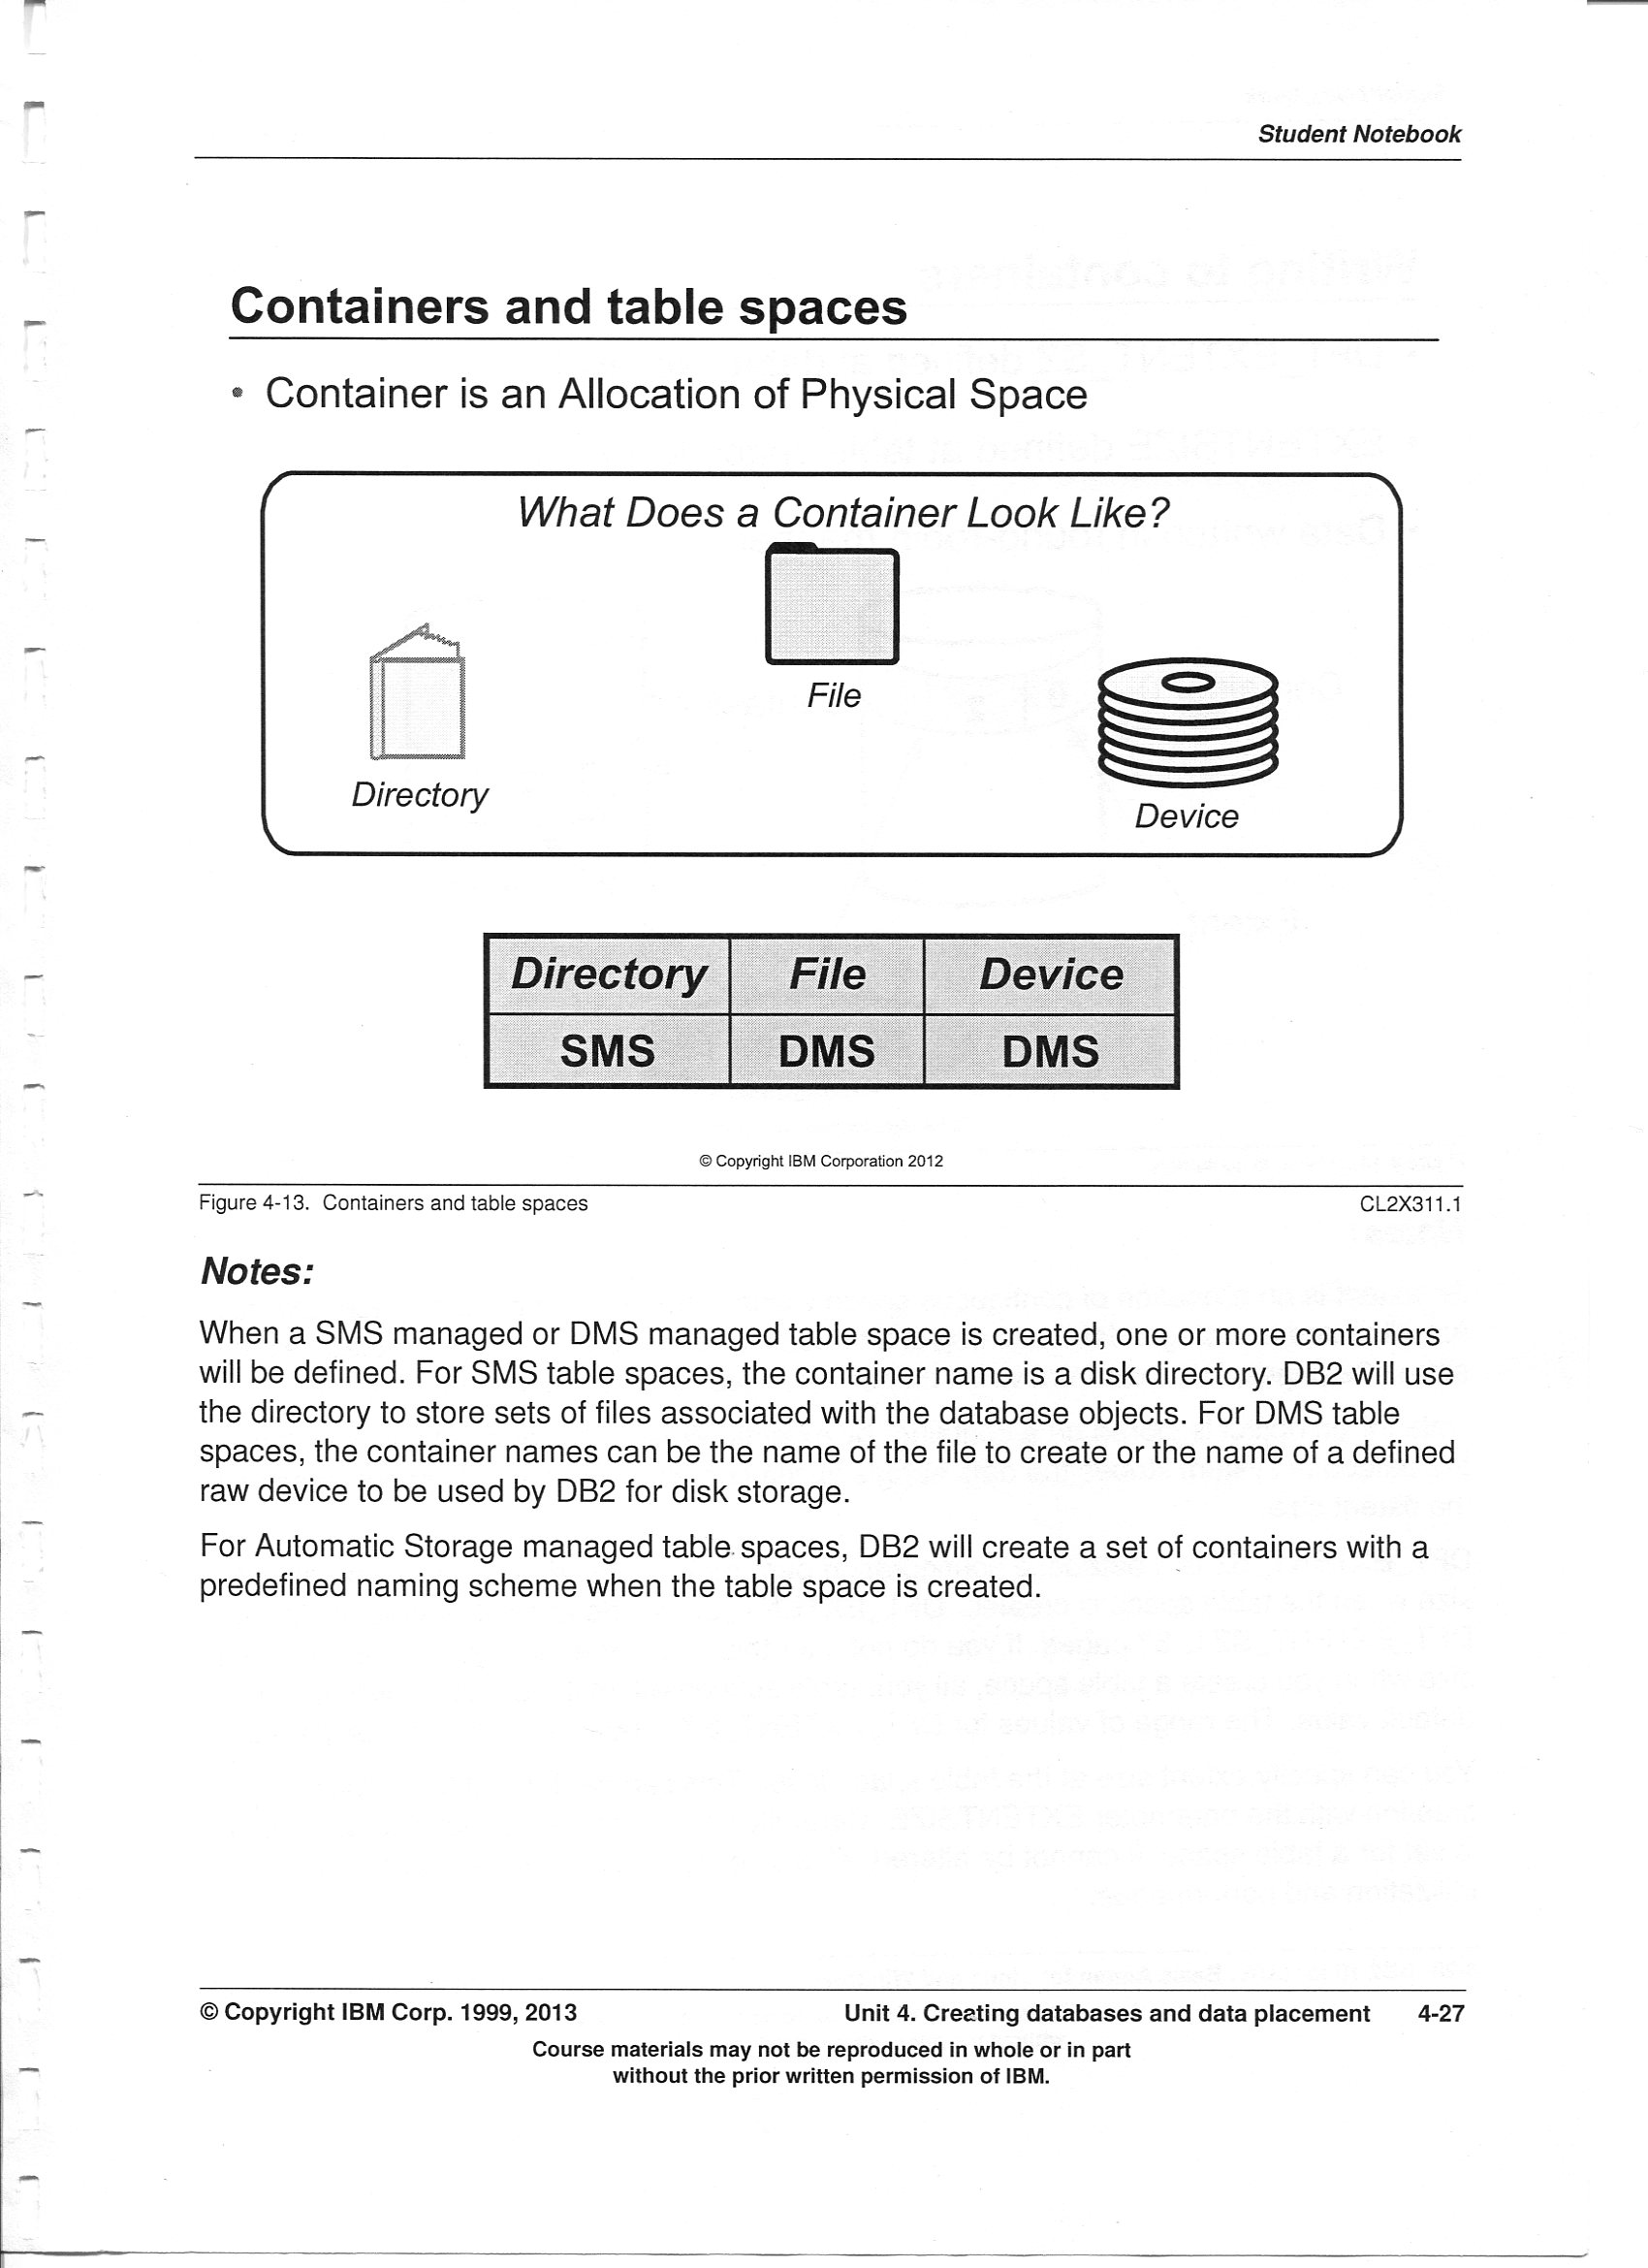 Student Notebook
Containers and table spaces
• Container is an Allocation of Physical Space
What Does a Container Look Like?
File
Directory
Device
Directory File Device
SMS DMS DMS
© Copyright IBM Corporation 2012
Figure 4-13. Containers and table spaces CL2X311.1
Notes:
When a SMS managed or DMS managed table space is created, one or more containers
will be defined. For SMS table spaces, the container name is a disk directory. DB2 will use
the directory to store sets of files associated with the database objects. For DMS table
spaces, the container names can be the name of the file to create or the name of a defined
raw device to be used by DB2 for disk storage.
For Automatic Storage managed table spaces, DB2 will create a set of containers with a
predefined naming scheme when the table space is created.
© Copyright IBM Corp. 1999, 2013 Unit 4. Creating databases and data placement 4-27
Course materials may not be reproduced in whole or in part
without the prior written permission of IBM.